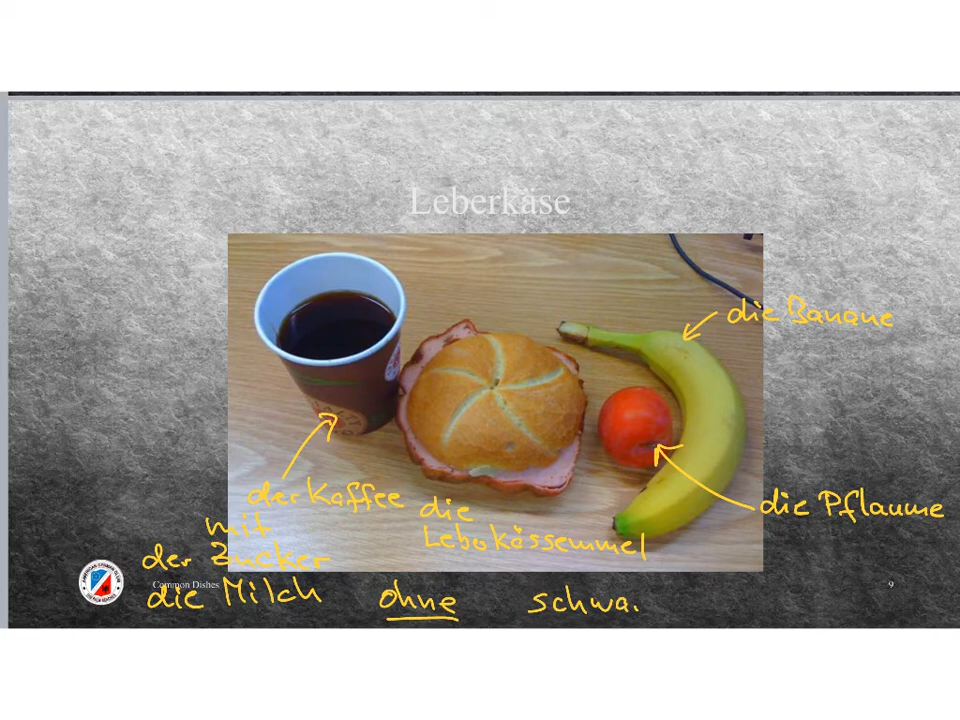 Leberkäse
die Banane
der Kaffee
die
Leberkässemmel
die Pflaume
mit
der Zucker
die Milch
ohne
schwa.
Common Dishes
9